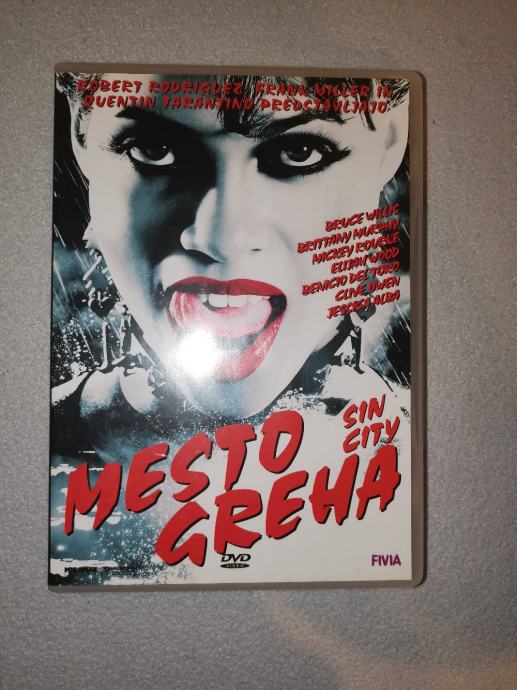 ROBERT RODRIGUEZ, FRANK MILLER IN
QUENTIN TARANTINO PREDSTAVLJAJO
BRUCE WILLIS
BRITTANY MURPHY
MICKEY ROURKE
ELIJAH WOOD
BENICIO DEL TORO
CLIVE OWEN
JESSICA ALBA
SIN
CITY
MESTO
GREHA
DVD
VIDEO
FIVIA